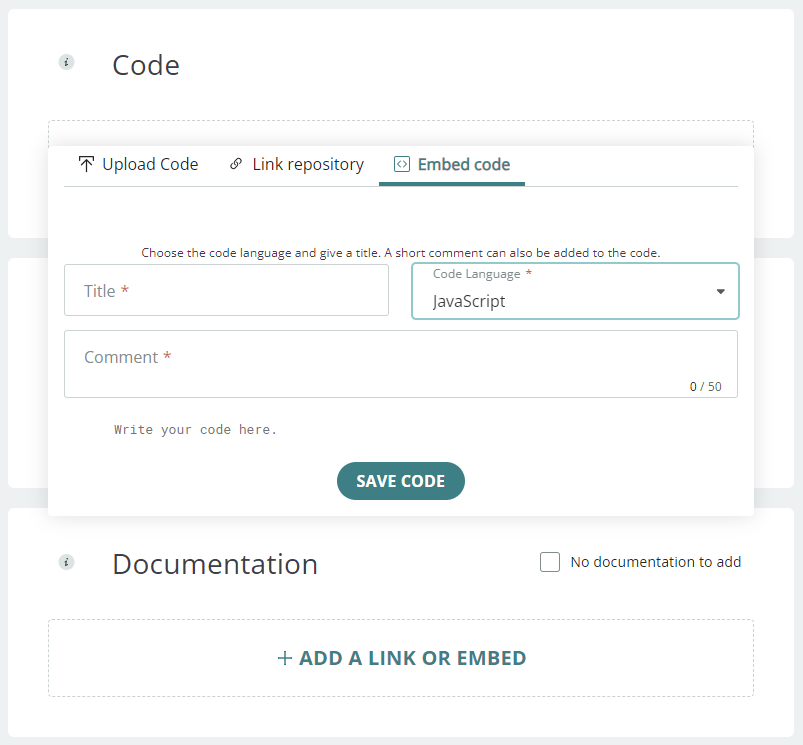 Code
Upload Code Link repository Embed code
Choose the code language and give a title. A short comment can also be added to the code.
Title * Code Language *
JavaScript
Comment *
0 / 50
Write your code here.
SAVE CODE
Documentation No documentation to add
+ ADD A LINK OR EMBED